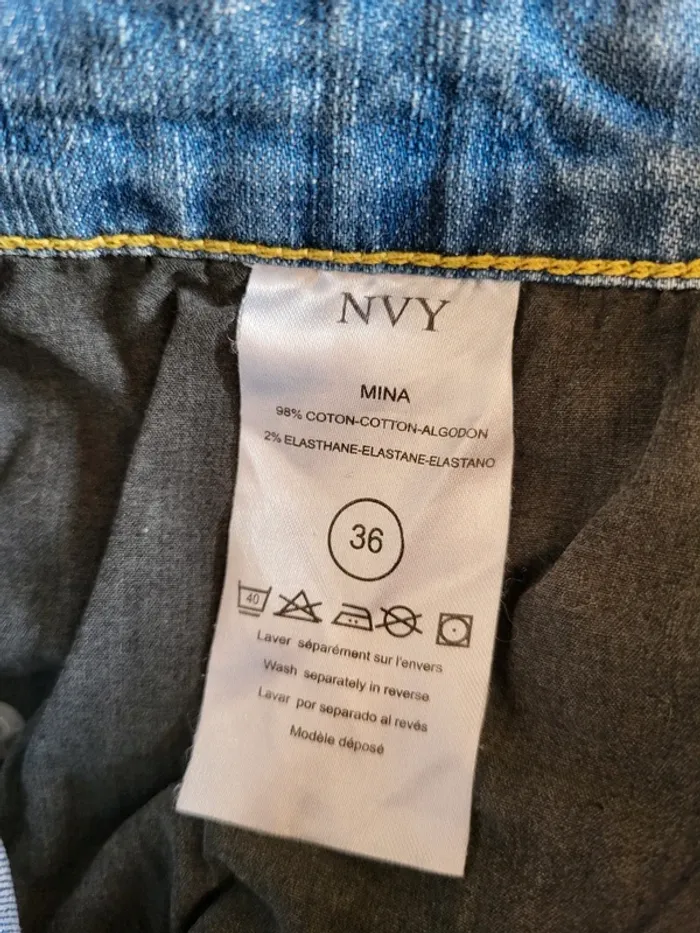 NVY
MINA
98% COTON-COTTON-ALGODON
2% ELASTHANE-ELASTANE-ELASTANO
36
40
Laver séparément sur l'envers
Wash separately in reverse
Lavar por separado al revés
Modèle déposé